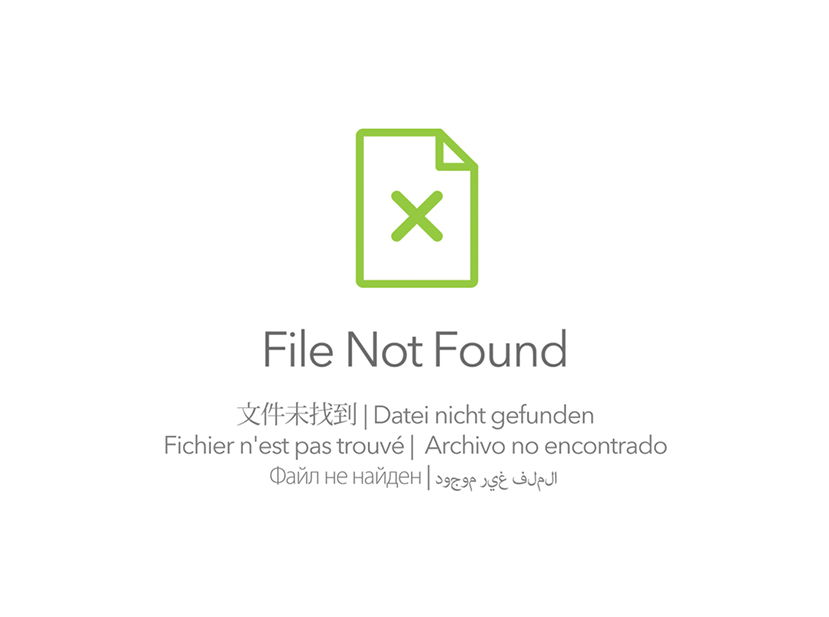 File Not Found
文件未找到 | Datei nicht gefunden
Fichier n'est pas trouvé | Archivo no encontrado
Файл не найден | الملف غير موجود